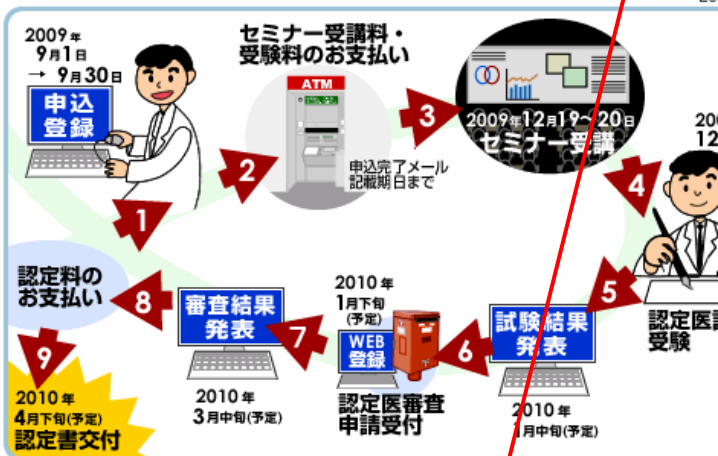 2009年
9月1日
→ 9月30日
申込
登録
1
2
セミナー受講料・
受験料のお支払い
ATM
申込完了メール
記載期日まで
3
2009年12月19～20日
セミナー受講
4
認定医
受験
5
試験結果
発表
2010年
1月中旬(予定)
6
2010年
1月下旬
(予定)
WEB
登録
認定医審査
申請受付
7
審査結果
発表
2010年
3月中旬(予定)
8
認定料の
お支払い
9
2010年
4月下旬(予定)
認定書交付